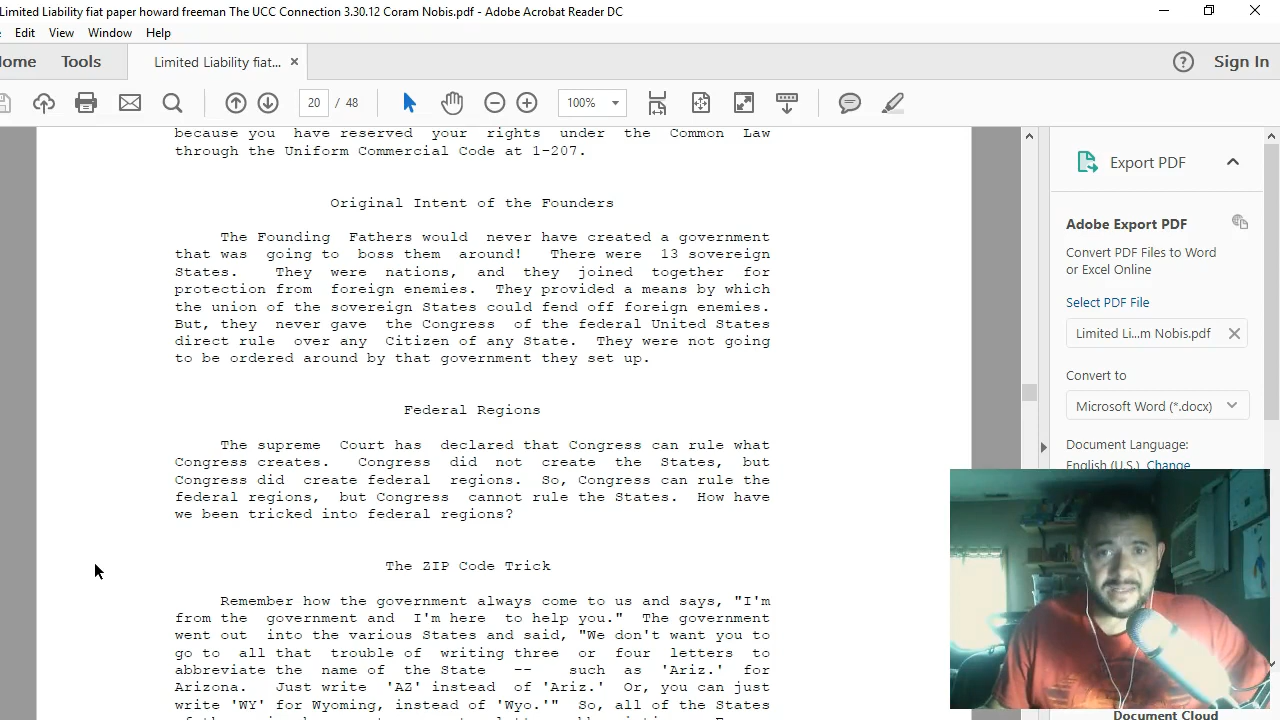 Limited Liability fiat paper howard freeman The UCC Connection 3.30.12 Coram Nobis.pdf - Adobe Acrobat Reader DC
Edit View Window Help
ome Tools Limited Liability fiat... ×
? Sign In
20 / 48 100%
because you have reserved your rights under the Common Law
through the Uniform Commercial Code at 1-207.
Original Intent of the Founders
The Founding Fathers would never have created a government
that was going to boss them around! There were 13 sovereign
States. They were nations, and they joined together for
protection from foreign enemies. They provided a means by which
the union of the sovereign States could fend off foreign enemies.
But, they never gave the Congress of the federal United States
direct rule over any Citizen of any State. They were not going
to be ordered around by that government they set up.
Federal Regions
The supreme Court has declared that Congress can rule what
Congress creates. Congress did not create the States, but
Congress did create federal regions. So, Congress can rule the
federal regions, but Congress cannot rule the States. How have
we been tricked into federal regions?
The ZIP Code Trick
Remember how the government always come to us and says, "I'm
from the government and I'm here to help you." The government
went out into the various States and said, "We don't want you to
go to all that trouble of writing three or four letters to
abbreviate the name of the State -- such as 'Ariz.' for
Arizona. Just write 'AZ' instead of 'Ariz.' Or, you can just
write 'WY' for Wyoming, instead of 'Wyo.'" So, all of the States
Export PDF
Adobe Export PDF
Convert PDF Files to Word
or Excel Online
Select PDF File
Limited Li...m Nobis.pdf
Convert to
Microsoft Word (*.docx)
Document Language:
English (U.S.) Change
Document Cloud